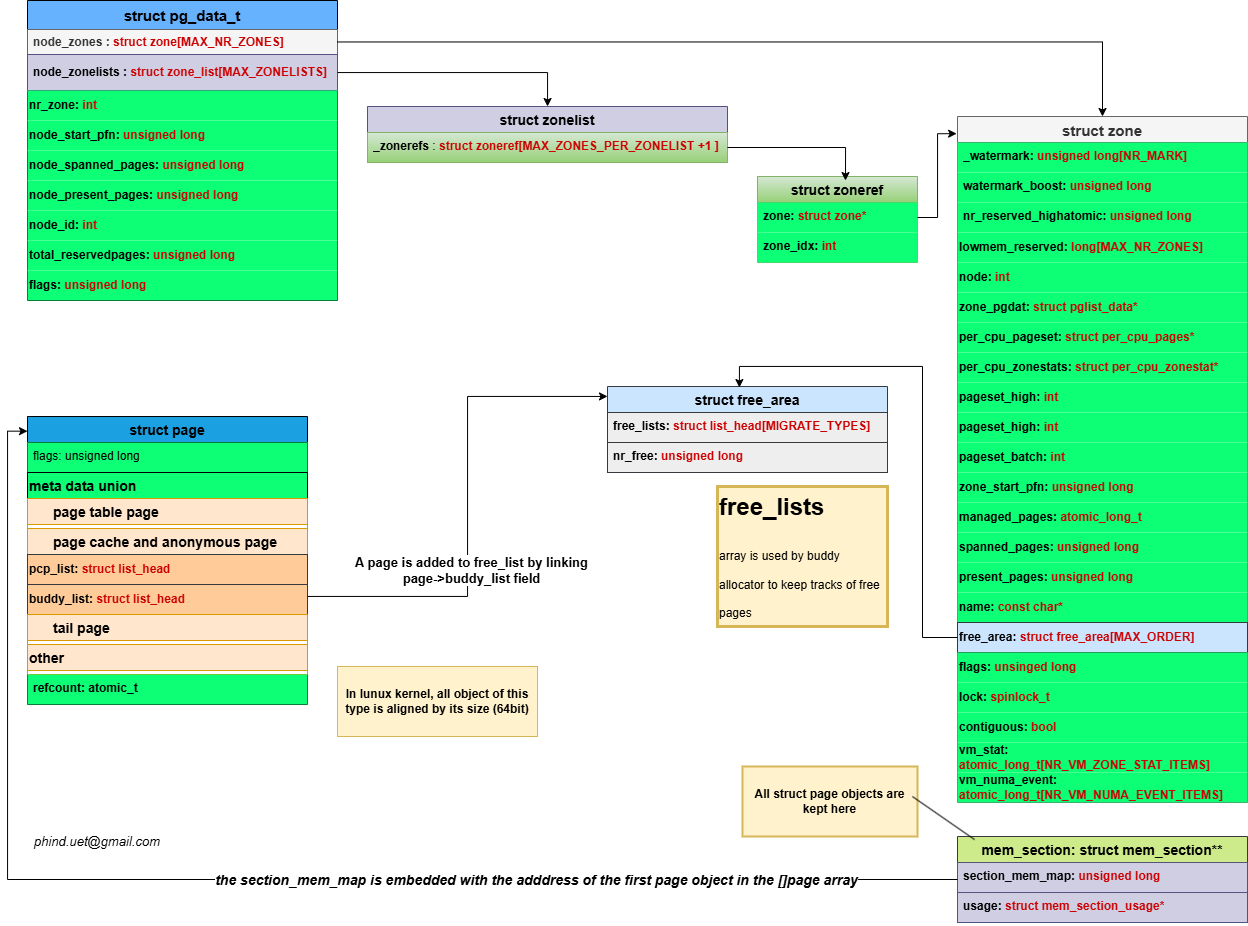 struct pg_data_t
node_zones : struct zone[MAX_NR_ZONES]
node_zonelists : struct zone_list[MAX_ZONELISTS]
nr_zone: int
node_start_pfn: unsigned long
node_spanned_pages: unsigned long
node_present_pages: unsigned long
node_id: int
total_reservedpages: unsigned long
flags: unsigned long
struct zonelist
_zonerefs : struct zoneref[MAX_ZONES_PER_ZONELIST +1 ]
struct zoneref
zone: struct zone*
zone_idx: int
struct zone
_watermark: unsigned long[NR_MARK]
watermark_boost: unsigned long
nr_reserved_highatomic: unsigned long
lowmem_reserved: long[MAX_NR_ZONES]
node: int
zone_pgdat: struct pglist_data*
per_cpu_pageset: struct per_cpu_pages*
per_cpu_zonestats: struct per_cpu_zonestat*
pageset_high: int
pageset_high: int
pageset_batch: int
zone_start_pfn: unsigned long
managed_pages: atomic_long_t
spanned_pages: unsigned long
present_pages: unsigned long
name: const char*
free_area: struct free_area[MAX_ORDER]
flags: unsinged long
lock: spinlock_t
contiguous: bool
vm_stat:
atomic_long_t[NR_VM_ZONE_STAT_ITEMS]
vm_numa_event:
atomic_long_t[NR_VM_NUMA_EVENT_ITEMS]
struct free_area
free_lists: struct list_head[MIGRATE_TYPES]
nr_free: unsigned long
free_lists
array is used by buddy
allocator to keep tracks of free
pages
struct page
flags: unsigned long
meta data union
page table page
page cache and anonymous page
pcp_list: struct list_head
buddy_list: struct list_head
tail page
other
refcount: atomic_t
A page is added to free_list by linking
page->buddy_list field
In lunux kernel, all object of this
type is aligned by its size (64bit)
All struct page objects are
kept here
phind.uet@gmail.com
mem_section: struct mem_section**
section_mem_map: unsigned long
usage: struct mem_section_usage*
the section_mem_map is embedded with the adddress of the first page object in the []page array